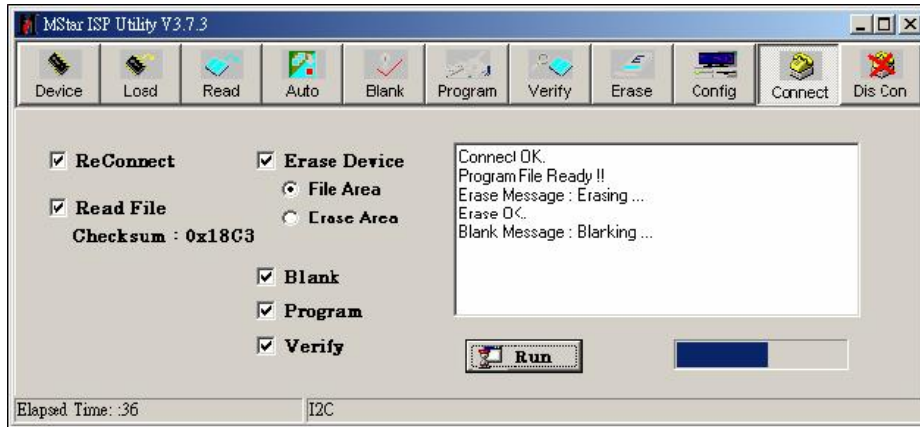 MStar ISP Utility V3.7.3
Device Load Read Auto Blank Program Verify Erase Config Connect Dis Con
ReConnect
Read File
Checksum : 0x18C3
Erase Device
File Area
Erase Area
Blank
Program
Verify
Connect OK.
Program File Ready !!
Erase Message : Erasing ...
Erase OK..
Blank Message : Blanking ...
Run
Elapsed Time: :36
I2C